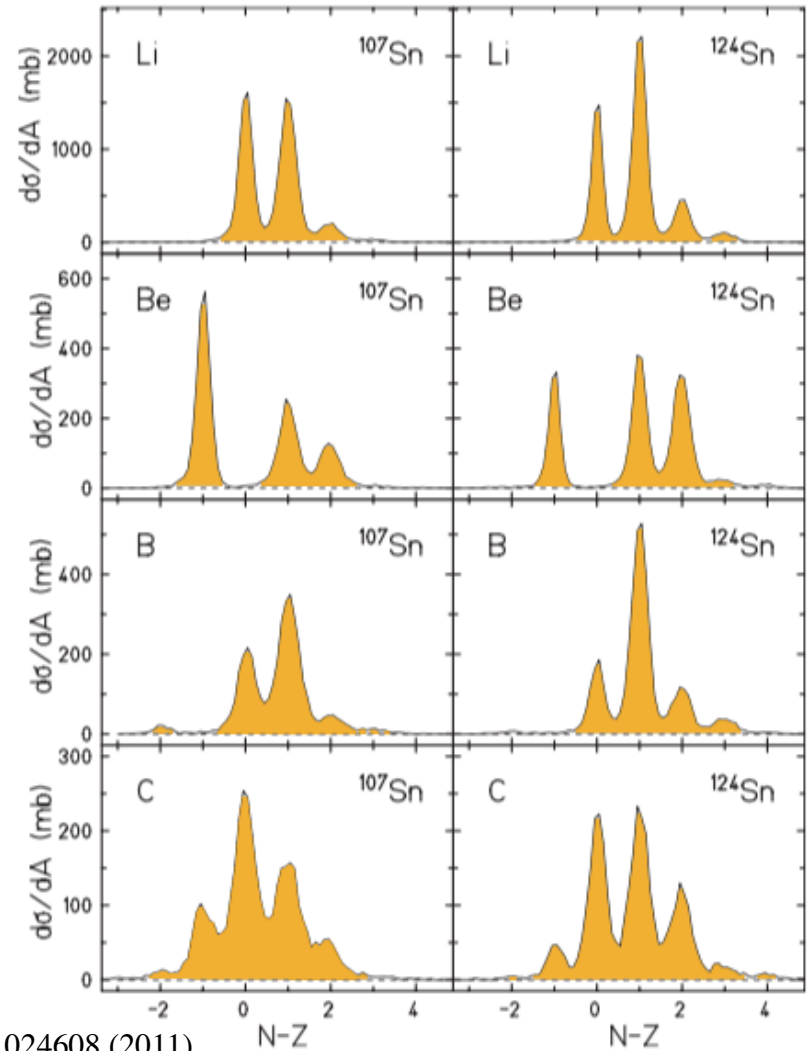 Li ¹⁰⁷Sn
Li ¹²⁴Sn
dσ/dA (mb)
2000
1000
0
Be ¹⁰⁷Sn
Be ¹²⁴Sn
dσ/dA (mb)
600
400
200
0
B ¹⁰⁷Sn
B ¹²⁴Sn
dσ/dA (mb)
400
200
0
C ¹⁰⁷Sn
C ¹²⁴Sn
dσ/dA (mb)
300
200
100
0
−2 0 2
−2 0 2 4
N−Z
N−Z
024608 (2011)